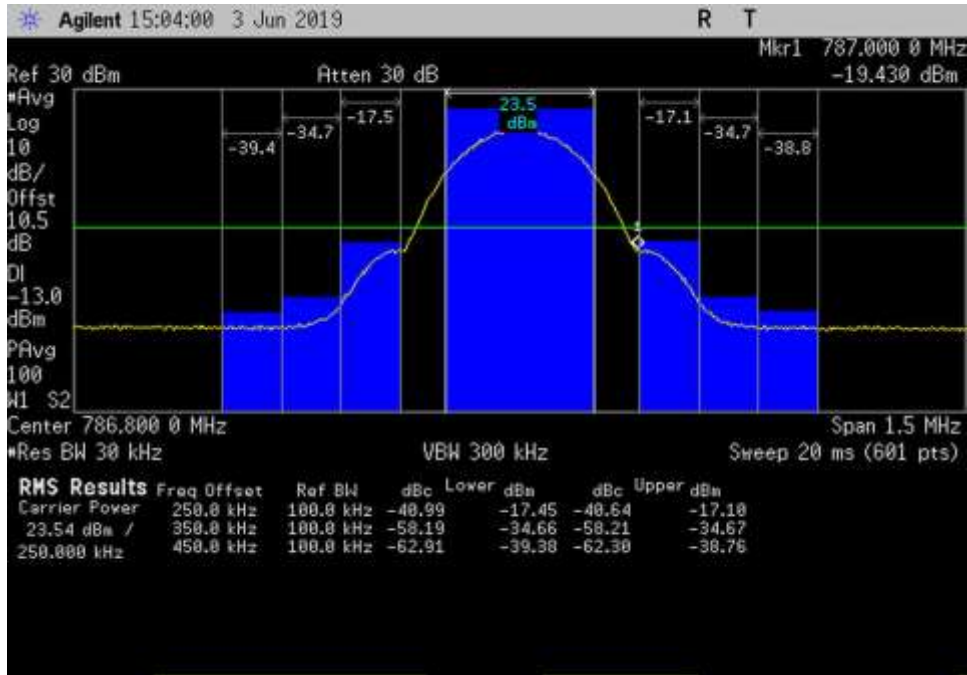 Agilent 15:04:00 3 Jun 2019 R T
Mkr1 787.000 0 MHz
Ref 30 dBm Atten 30 dB -19.430 dBm
#Avg
Log
10
dB/
Offst
10.5
dB
DI
-13.0
dBm
PAvg
100
W1 S2
-39.4 -34.7 -17.5 23.5 dBm -17.1 -34.7 -38.8
1
Center 786.800 0 MHz Span 1.5 MHz
#Res BW 30 kHz VBW 300 kHz Sweep 20 ms (601 pts)
RMS Results Freq Offset Ref BW dBc Lower dBm dBc Upper dBm
Carrier Power 250.0 kHz 100.0 kHz -40.99 -17.45 -40.64 -17.10
23.54 dBm / 350.0 kHz 100.0 kHz -58.19 -34.66 -58.21 -34.67
250.000 kHz 450.0 kHz 100.0 kHz -62.91 -39.38 -62.30 -38.76